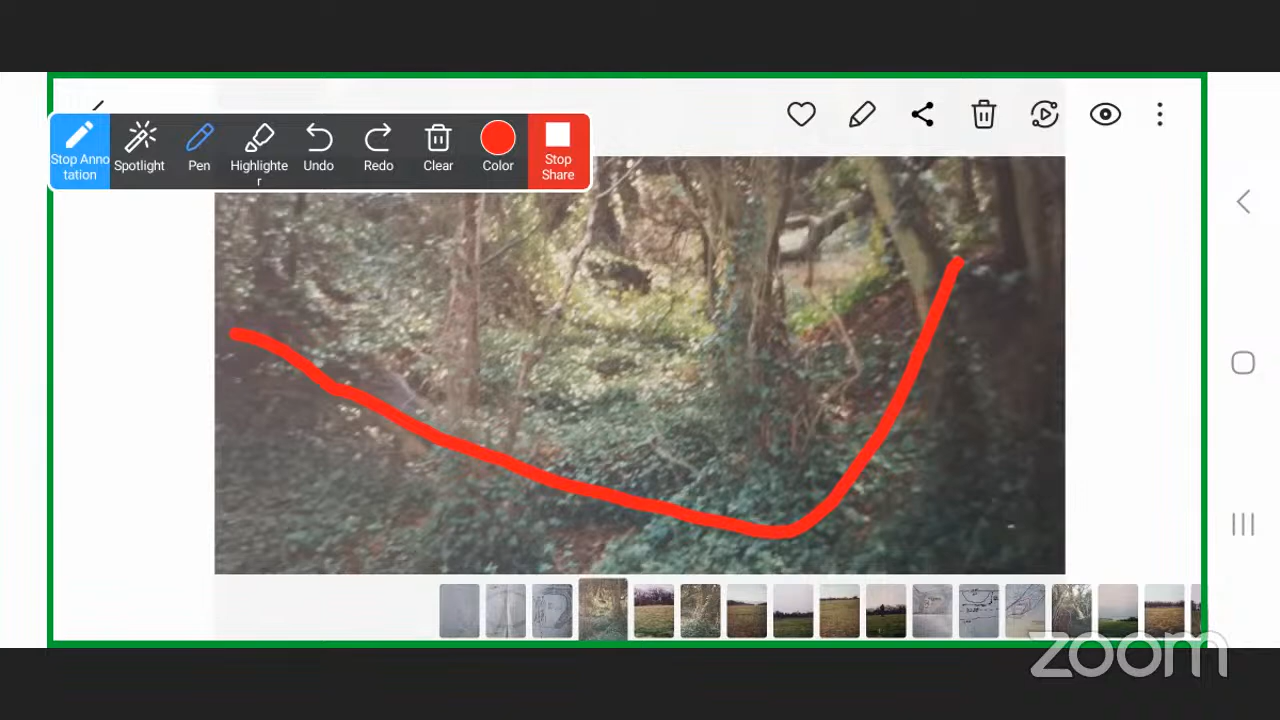 Stop Anno
tation
Spotlight
Pen
Highlighte
r
Undo
Redo
Clear
Color
Stop
Share
zoom